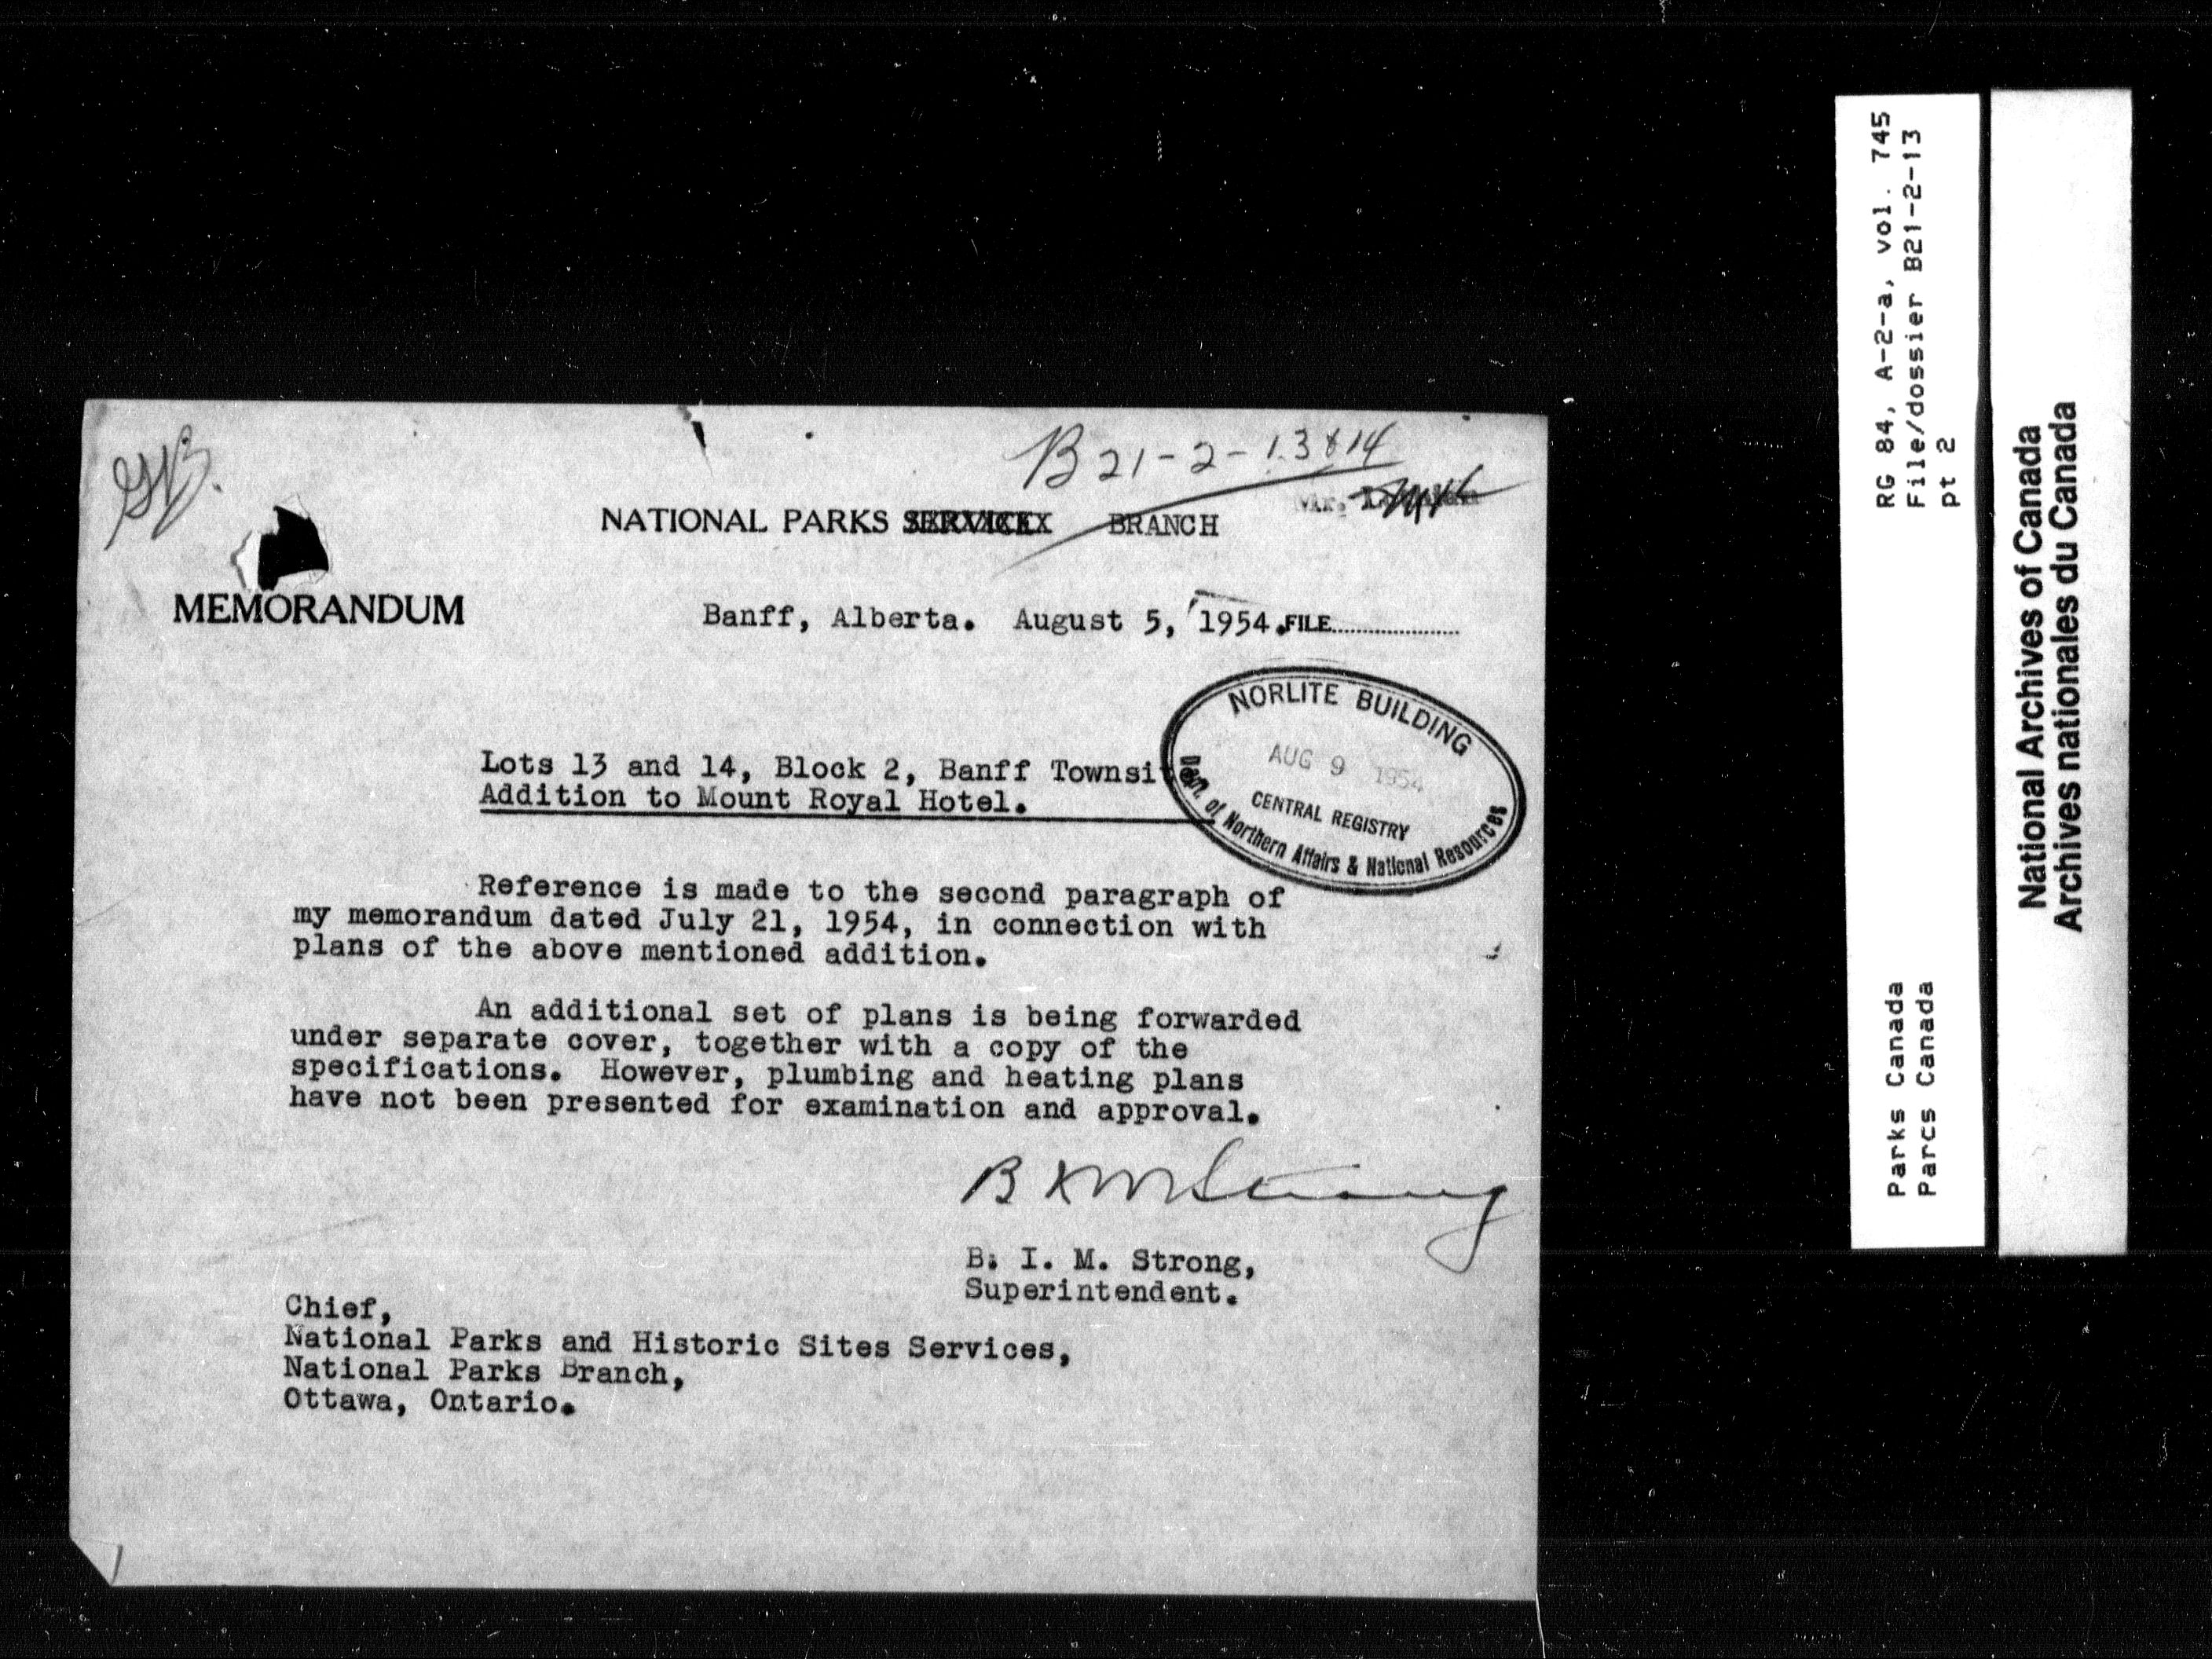 B 21-2-13 & 14
NATIONAL PARKS SERVICE BRANCH
Mr.
MEMORANDUM
Banff, Alberta. August 5, 1954. FILE
NORLITE BUILDING
AUG 9 1954
CENTRAL REGISTRY
Dept. of Northern Affairs & National Resources
Lots 13 and 14, Block 2, Banff Townsite
Addition to Mount Royal Hotel.
Reference is made to the second paragraph of
my memorandum dated July 21, 1954, in connection with
plans of the above mentioned addition.
An additional set of plans is being forwarded
under separate cover, together with a copy of the
specifications. However, plumbing and heating plans
have not been presented for examination and approval.
B I M Strong
B. I. M. Strong,
Superintendent.
Chief,
National Parks and Historic Sites Services,
National Parks Branch,
Ottawa, Ontario.
RG 84, A-2-a, vol. 745
File/dossier B21-2-13
pt 2
Parks Canada
Parcs Canada
National Archives of Canada
Archives nationales du Canada